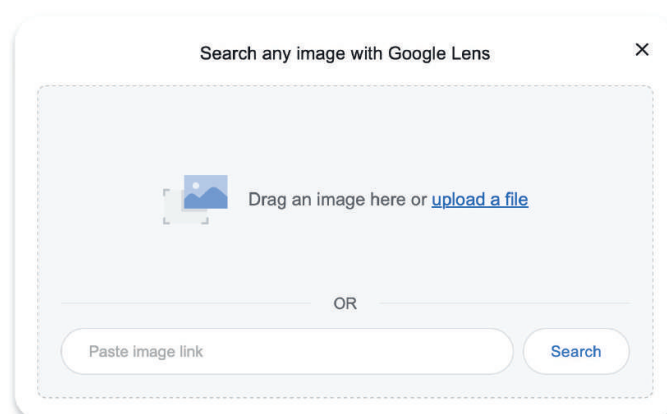 Search any image with Google Lens
Drag an image here or upload a file
OR
Paste image link
Search